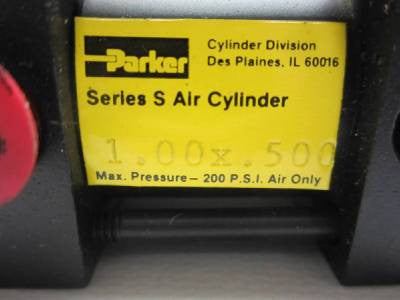 Parker
Cylinder Division
Des Plaines, IL 60016
Series S Air Cylinder
1.00x.500
Max. Pressure — 200 P.S.I. Air Only